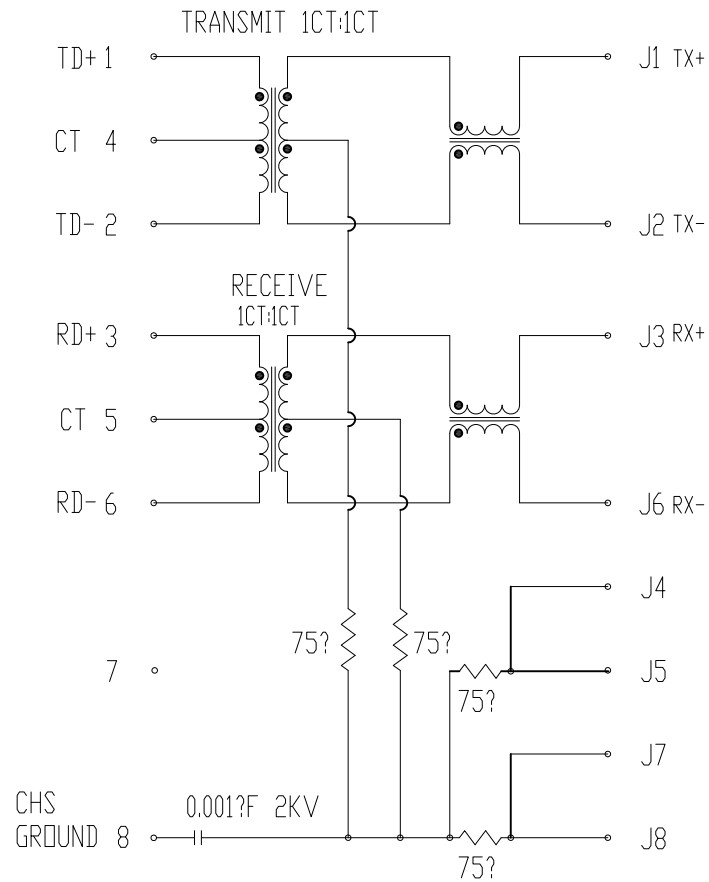 TRANSMIT 1CT:1CT
TD+ 1
J1 TX+
CT 4
TD- 2
J2 TX-
RECEIVE
1CT:1CT
RD+ 3
J3 RX+
CT 5
RD- 6
J6 RX-
J4
75?
75?
7
J5
75?
J7
CHS
GROUND 8
0.001?F 2KV
J8
75?